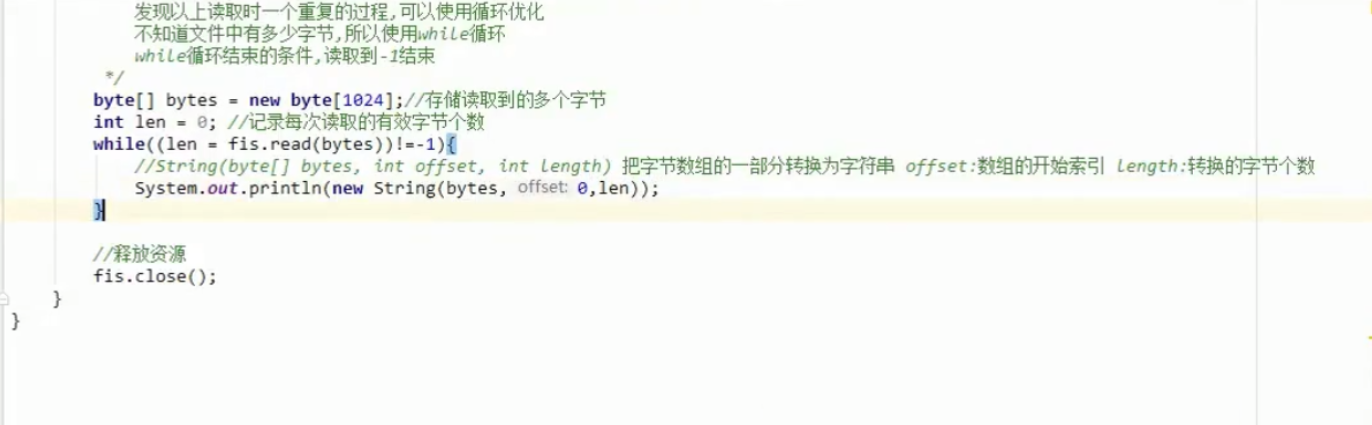 发现以上读取时一个重复的过程,可以使用循环优化
不知道文件中有多少字节,所以使用while循环
while循环结束的条件,读取到-1结束
*/
byte[] bytes = new byte[1024];//存储读取到的多个字节
int len = 0; //记录每次读取的有效字节个数
while((len = fis.read(bytes))!=-1){
//String(byte[] bytes, int offset, int length) 把字节数组的一部分转换为字符串 offset:数组的开始索引 length:转换的字节个数
System.out.println(new String(bytes, offset: 0,len));
}
//释放资源
fis.close();
}
}